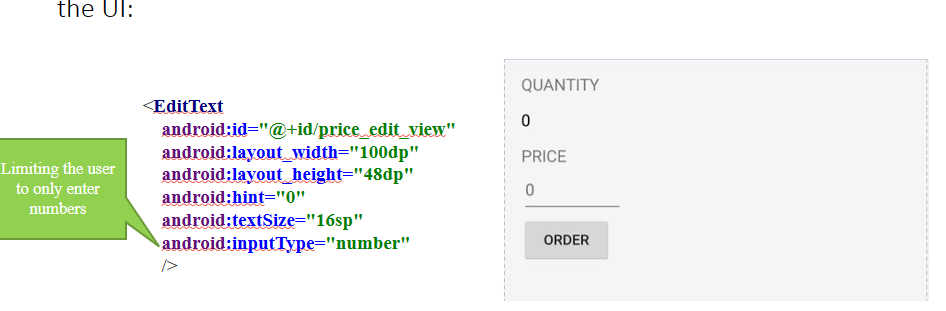 the UI:
<EditText
android:id="@+id/price_edit_view"
android:layout_width="100dp"
android:layout_height="48dp"
android:hint="0"
android:textSize="16sp"
android:inputType="number"
/>
Limiting the user
to only enter
numbers
QUANTITY
0
PRICE
0
ORDER